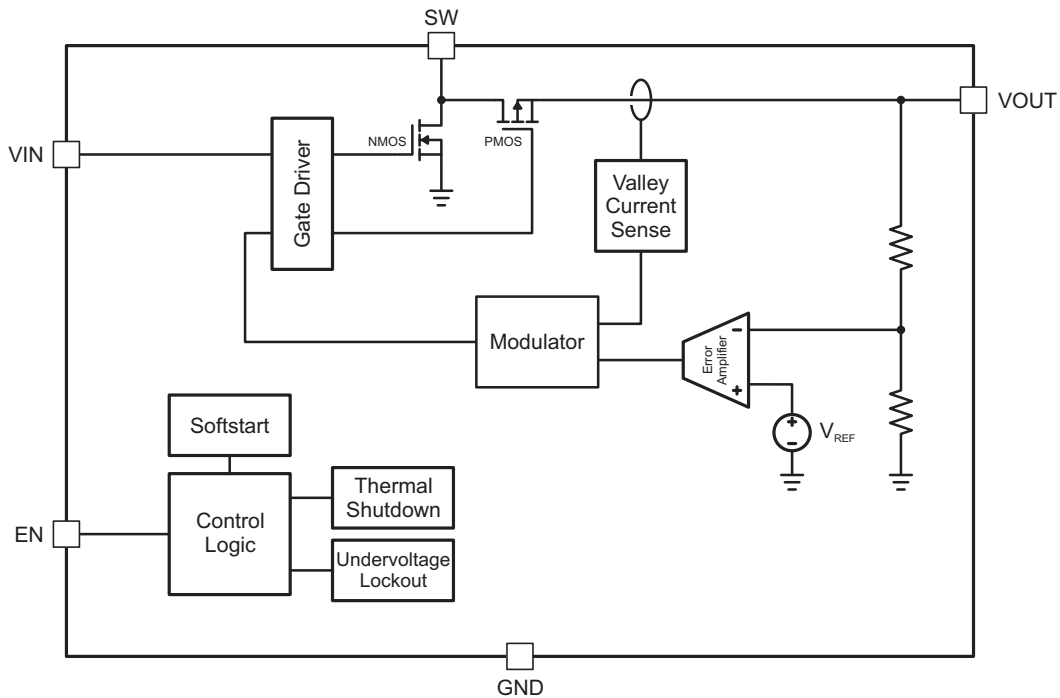 SW
VOUT
VIN
Gate Driver
NMOS
PMOS
Valley
Current
Sense
Modulator
Error
Amplifier
–
+
+
–
VREF
Softstart
Control
Logic
Thermal
Shutdown
Undervoltage
Lockout
EN
GND